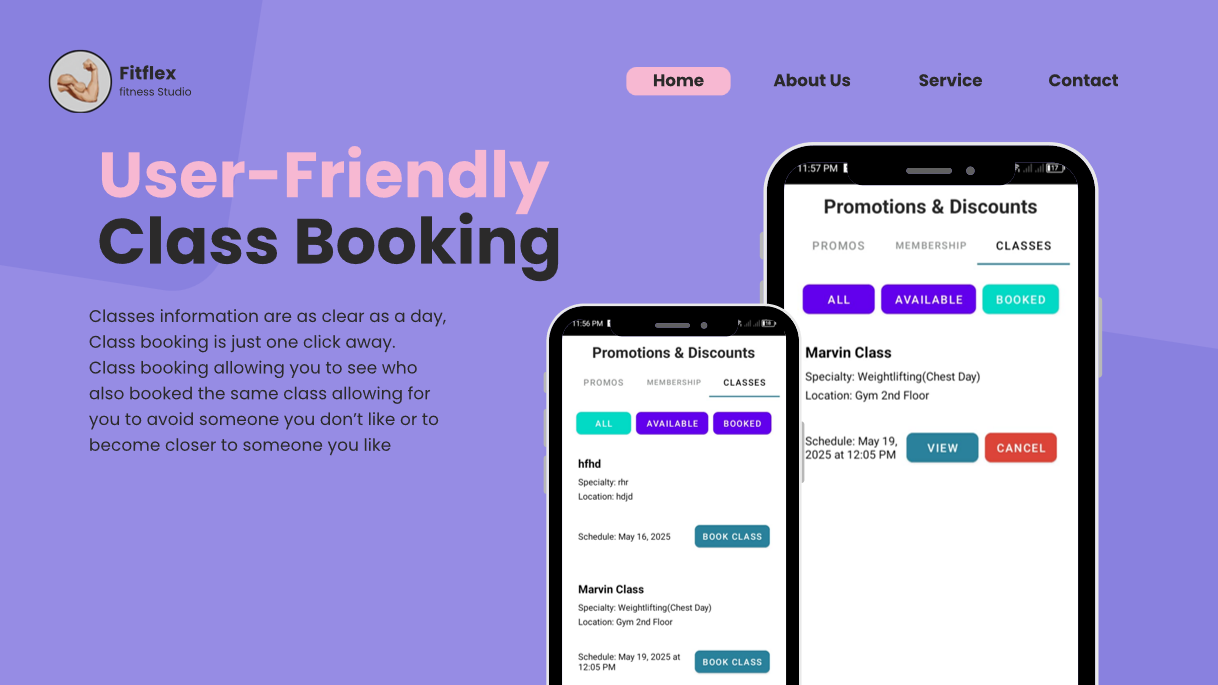 Fitflex
fitness Studio
Home
About Us
Service
Contact
User-Friendly
Class Booking
Classes information are as clear as a day,
Class booking is just one click away.
Class booking allowing you to see who
also booked the same class allowing for
you to avoid someone you don’t like or to
become closer to someone you like
11:56 PM
Promotions & Discounts
PROMOS
MEMBERSHIP
CLASSES
ALL
AVAILABLE
BOOKED
hfhd
Specialty: rhr
Location: hdjd
Schedule: May 16, 2025
BOOK CLASS
Marvin Class
Specialty: Weightlifting(Chest Day)
Location: Gym 2nd Floor
Schedule: May 19, 2025 at
12:05 PM
BOOK CLASS
11:57 PM
17
Promotions & Discounts
PROMOS
MEMBERSHIP
CLASSES
ALL
AVAILABLE
BOOKED
Marvin Class
Specialty: Weightlifting(Chest Day)
Location: Gym 2nd Floor
Schedule: May 19,
2025 at 12:05 PM
VIEW
CANCEL